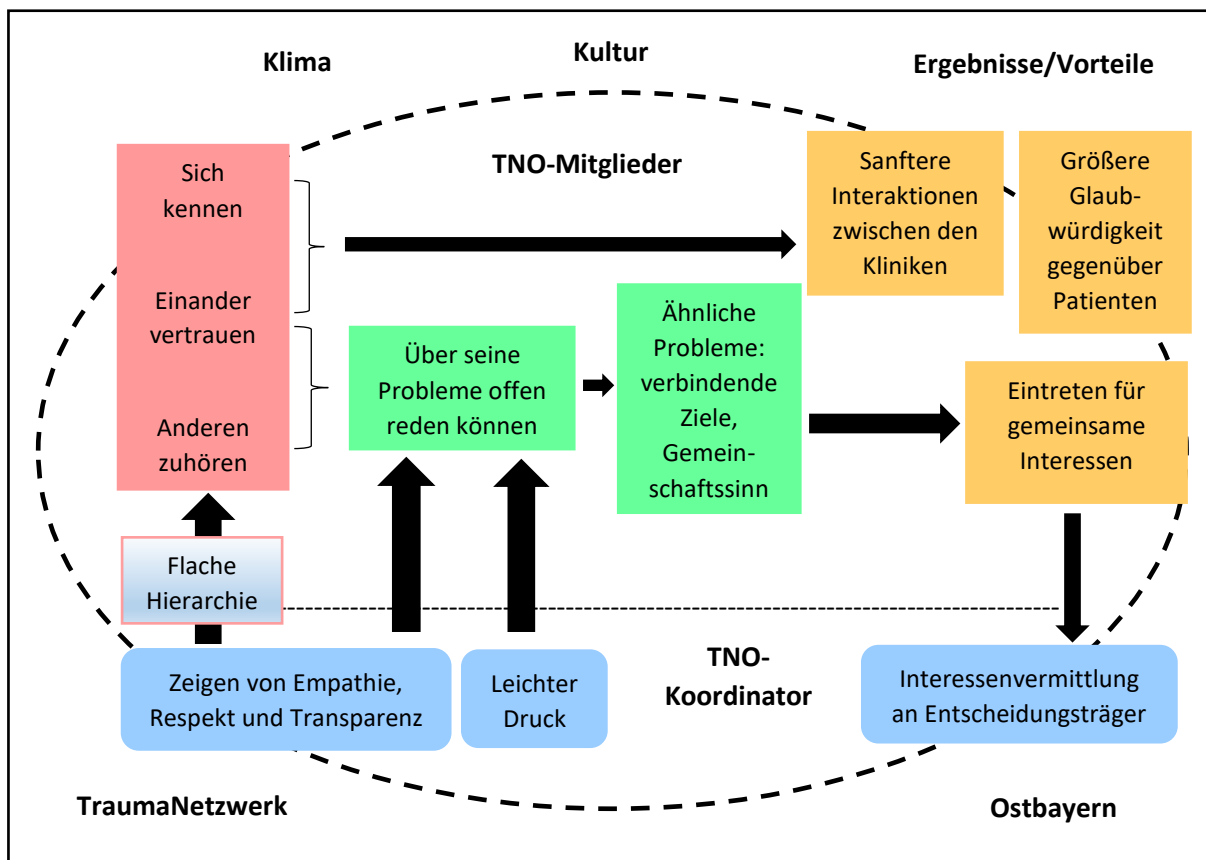 Klima
Kultur
Ergebnisse/Vorteile
TNO-Mitglieder
Sich
kennen
Einander
vertrauen
Anderen
zuhören
Über seine
Probleme offen
reden können
Ähnliche
Probleme:
verbindende
Ziele,
Gemein-
schaftssinn
Sanftere
Interaktionen
zwischen den
Kliniken
Größere
Glaub-
würdigkeit
gegenüber
Patienten
Eintreten für
gemeinsame
Interessen
Flache
Hierarchie
Zeigen von Empathie,
Respekt und Transparenz
Leichter
Druck
TNO-
Koordinator
Interessenvermittlung
an Entscheidungsträger
TraumaNetzwerk
Ostbayern